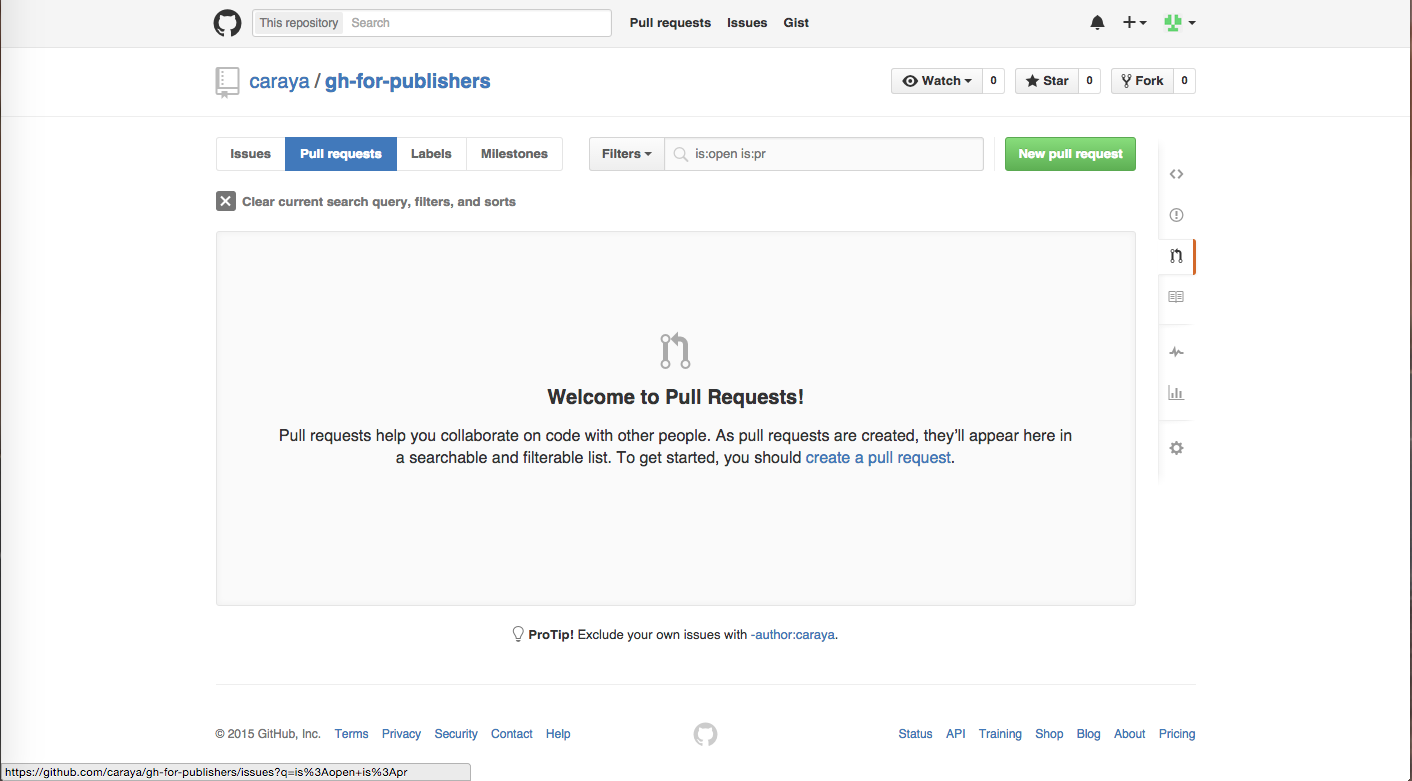 This repository Search Pull requests Issues Gist
caraya / gh-for-publishers Watch 0 Star 0 Fork 0
Issues Pull requests Labels Milestones Filters is:open is:pr New pull request
Clear current search query, filters, and sorts
Welcome to Pull Requests!
Pull requests help you collaborate on code with other people. As pull requests are created, they’ll appear here in
a searchable and filterable list. To get started, you should create a pull request.
ProTip! Exclude your own issues with -author:caraya.
© 2015 GitHub, Inc. Terms Privacy Security Contact Help Status API Training Shop Blog About Pricing
https://github.com/caraya/gh-for-publishers/issues?q=is%3Aopen+is%3Apr